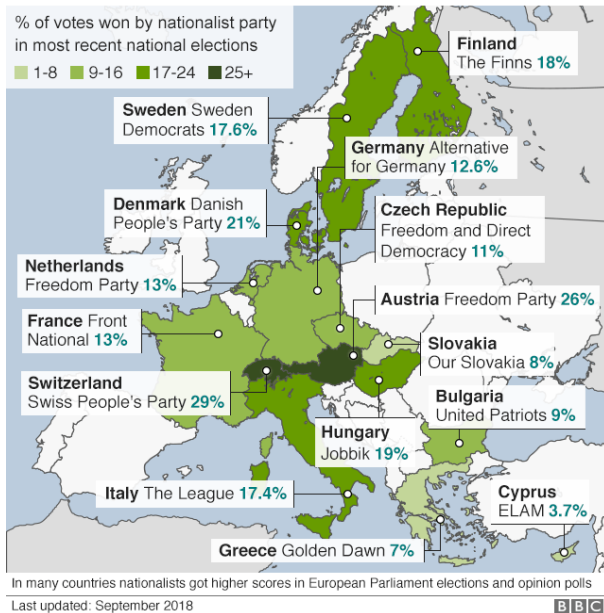 % of votes won by nationalist party
in most recent national elections
1-8 9-16 17-24 25+
Finland
The Finns 18%
Sweden Sweden
Democrats 17.6%
Germany Alternative
for Germany 12.6%
Denmark Danish
People's Party 21%
Czech Republic
Freedom and Direct
Democracy 11%
Netherlands
Freedom Party 13%
Austria Freedom Party 26%
France Front
National 13%
Slovakia
Our Slovakia 8%
Switzerland
Swiss People's Party 29%
Bulgaria
United Patriots 9%
Hungary
Jobbik 19%
Italy The League 17.4%
Cyprus
ELAM 3.7%
Greece Golden Dawn 7%
In many countries nationalists got higher scores in European Parliament elections and opinion polls
Last updated: September 2018
BBC